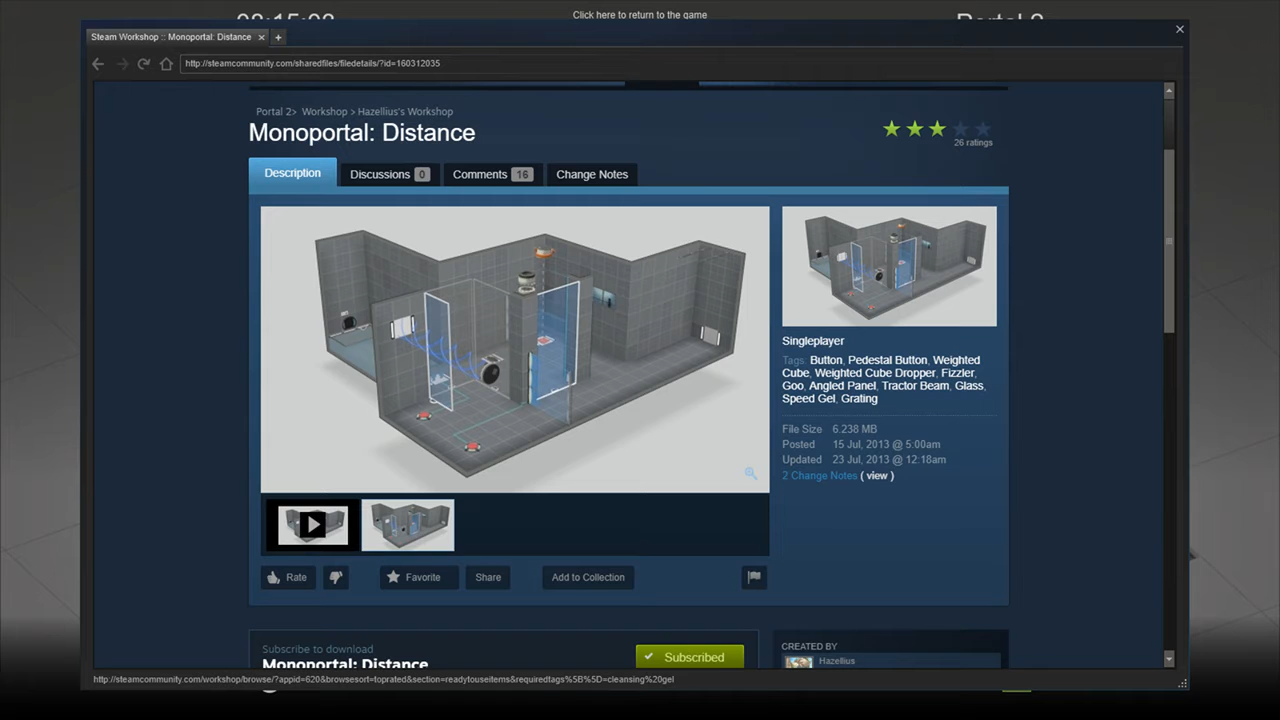 Click here to return to the game
Steam Workshop :: Monoportal: Distance
http://steamcommunity.com/sharedfiles/filedetails/?id=160312035
Portal 2> Workshop > Hazellius's Workshop
Monoportal: Distance
26 ratings
Description Discussions 0 Comments 16 Change Notes
Singleplayer
Tags: Button, Pedestal Button, Weighted
Cube, Weighted Cube Dropper, Fizzler,
Goo, Angled Panel, Tractor Beam, Glass,
Speed Gel, Grating
File Size 6.238 MB
Posted 15 Jul, 2013 @ 5:00am
Updated 23 Jul, 2013 @ 12:18am
2 Change Notes ( view )
Rate Favorite Share Add to Collection
Subscribe to download
Monoportal: Distance
Subscribed
CREATED BY
Hazellius
http://steamcommunity.com/workshop/browse/?appid=620&browsesort=toprated&section=readytouseitems&requiredtags%5B%5D=cleansing%20gel